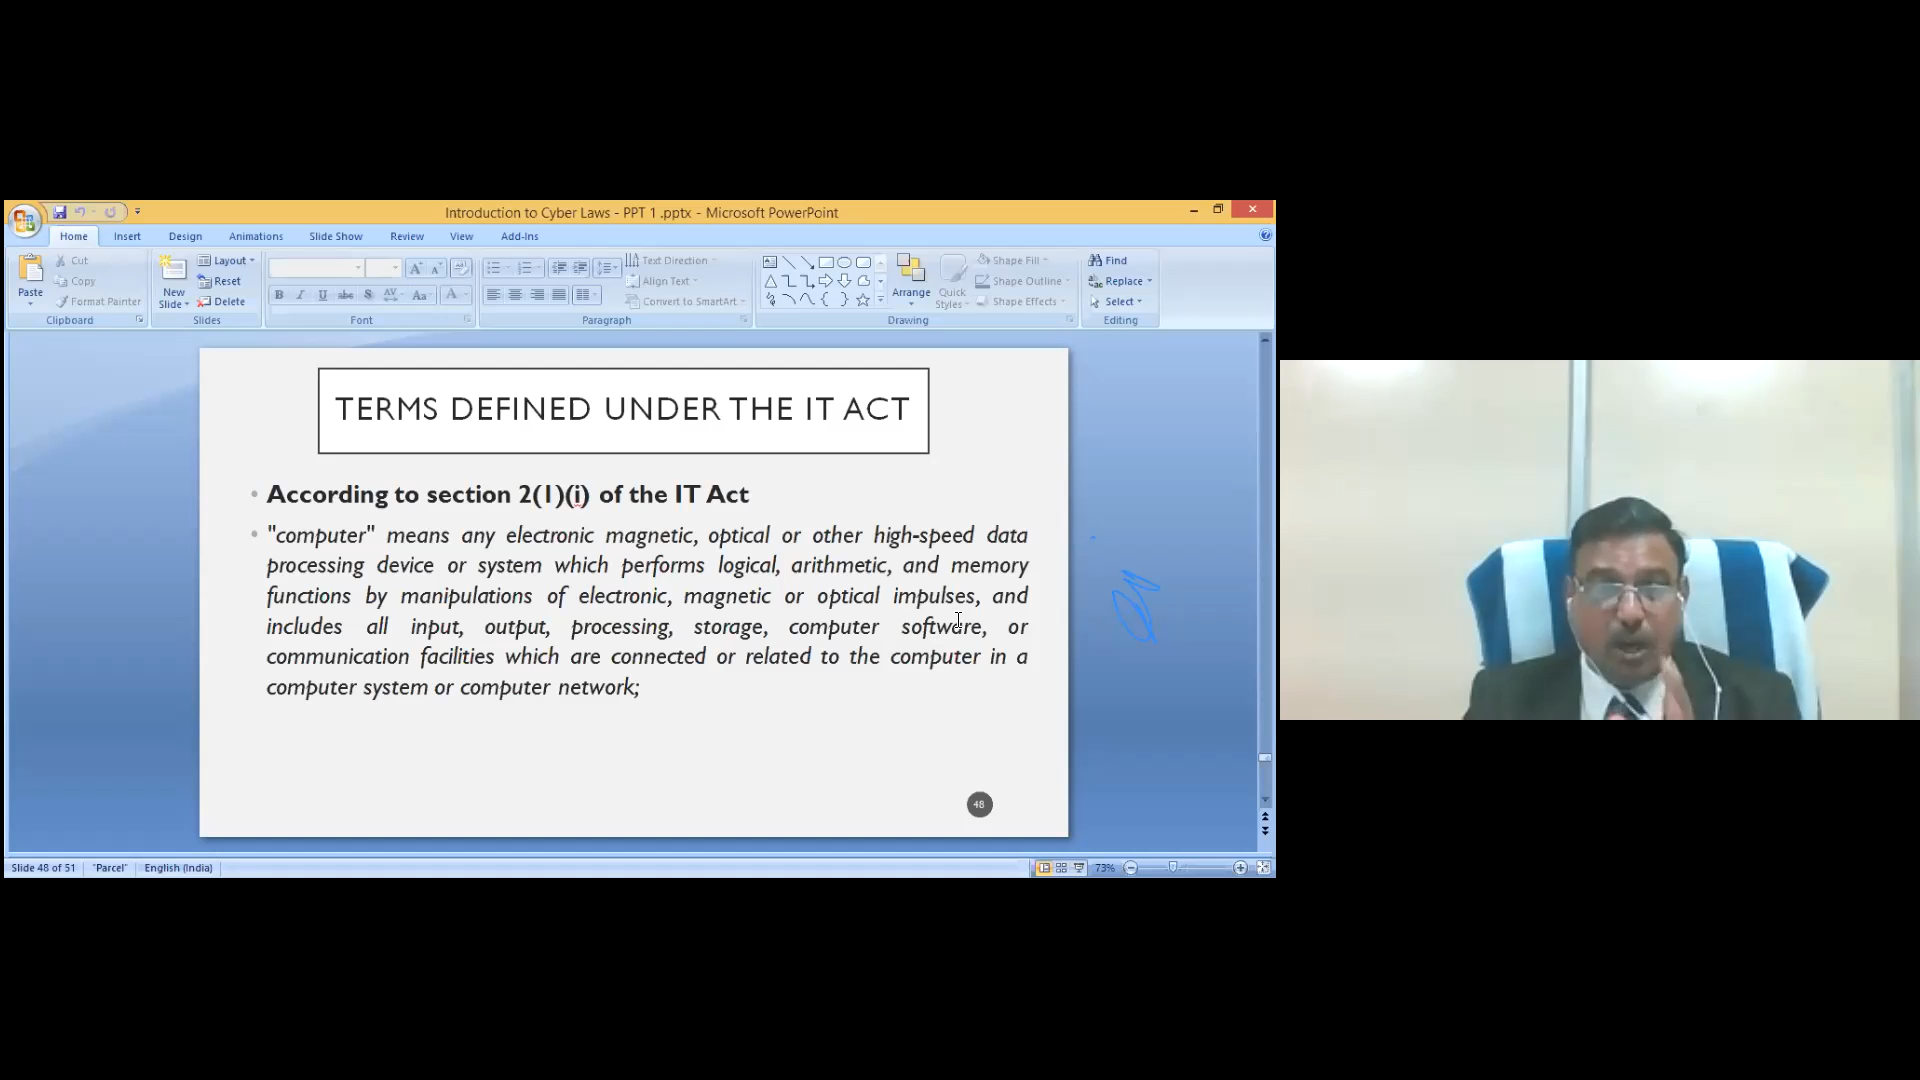 Introduction to Cyber Laws - PPT 1 .pptx - Microsoft PowerPoint
Home Insert Design Animations Slide Show Review View Add-Ins
Paste
Cut
Copy
Format Painter
Clipboard
New Slide
Layout
Reset
Delete
Slides
Font
Text Direction
Align Text
Convert to SmartArt
Paragraph
Arrange
Quick Styles
Shape Fill
Shape Outline
Shape Effects
Drawing
Find
Replace
Select
Editing
TERMS DEFINED UNDER THE IT ACT
According to section 2(1)(i) of the IT Act
"computer" means any electronic magnetic, optical or other high-speed data
processing device or system which performs logical, arithmetic, and memory
functions by manipulations of electronic, magnetic or optical impulses, and
includes all input, output, processing, storage, computer software, or
communication facilities which are connected or related to the computer in a
computer system or computer network;
48
Slide 48 of 51 "Parcel" English (India) 73%